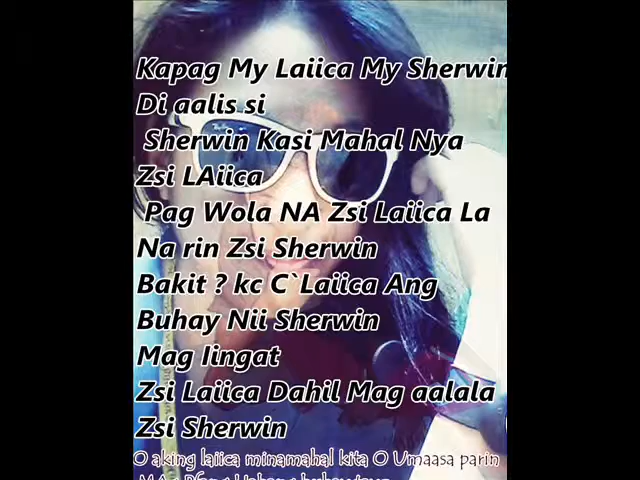 Kapag My Laiica My Sherwin
Di aalis si
Sherwin Kasi Mahal Nya
Zsi LAiica
Pag Wola NA Zsi Laiica La
Na rin Zsi Sherwin
Bakit ? kc C`Laiica Ang
Buhay Nii Sherwin
Mag Iingat
Zsi Laiica Dahil Mag aalala
Zsi Sherwin
O aking laiica minamahal kita O Umaasa parin